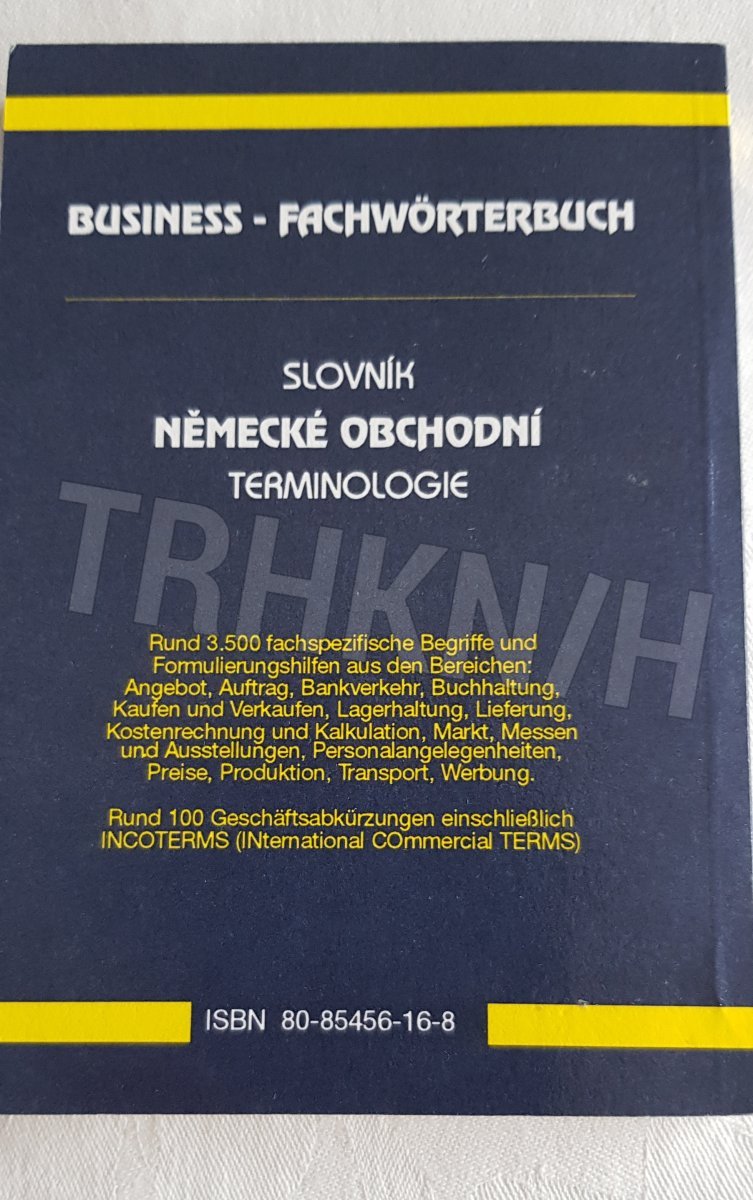 BUSINESS - FACHWÖRTERBUCH
SLOVNÍK
NĚMECKÉ OBCHODNÍ
TERMINOLOGIE
TRHKN/H
Rund 3.500 fachspezifische Begriffe und
Formulierungshilfen aus den Bereichen:
Angebot, Auftrag, Bankverkehr, Buchhaltung,
Kaufen und Verkaufen, Lagerhaltung, Lieferung,
Kostenrechnung und Kalkulation, Markt, Messen
und Ausstellungen, Personalangelegenheiten,
Preise, Produktion, Transport, Werbung.
Rund 100 Geschäftsabkürzungen einschließlich
INCOTERMS (INternational COmmercial TERMS)
ISBN 80-85456-16-8